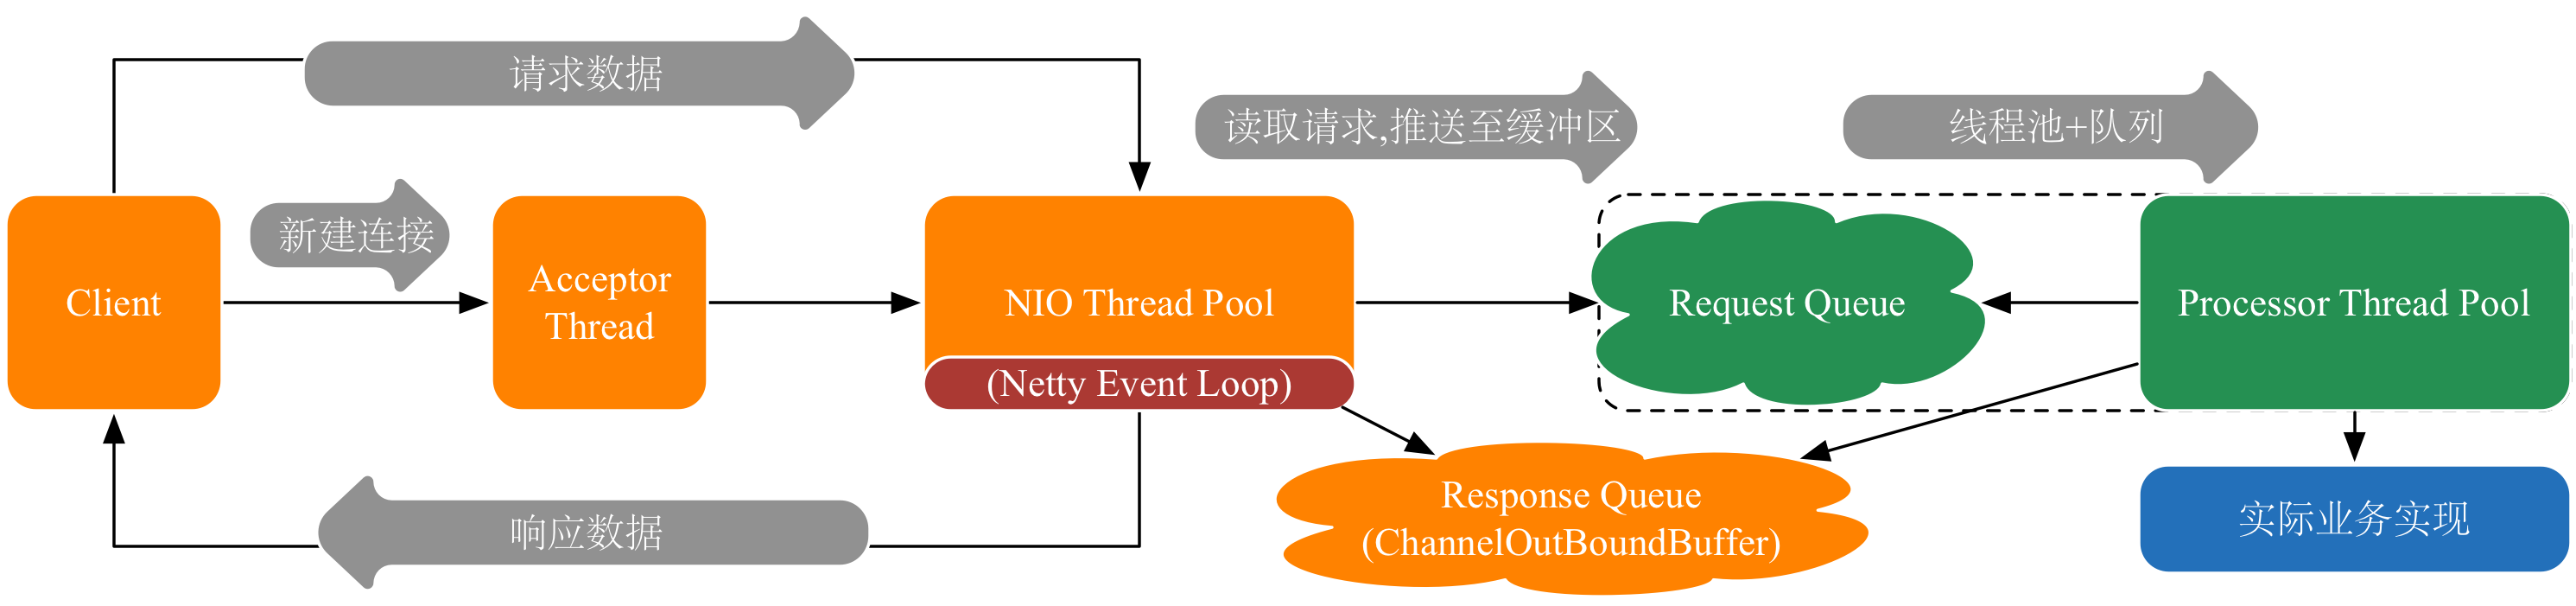 请求数据
读取请求,推送至缓冲区
线程池+队列
新建连接
Client
Acceptor
Thread
NIO Thread Pool
(Netty Event Loop)
Request Queue
Processor Thread Pool
Response Queue
(ChannelOutBoundBuffer)
响应数据
实际业务实现